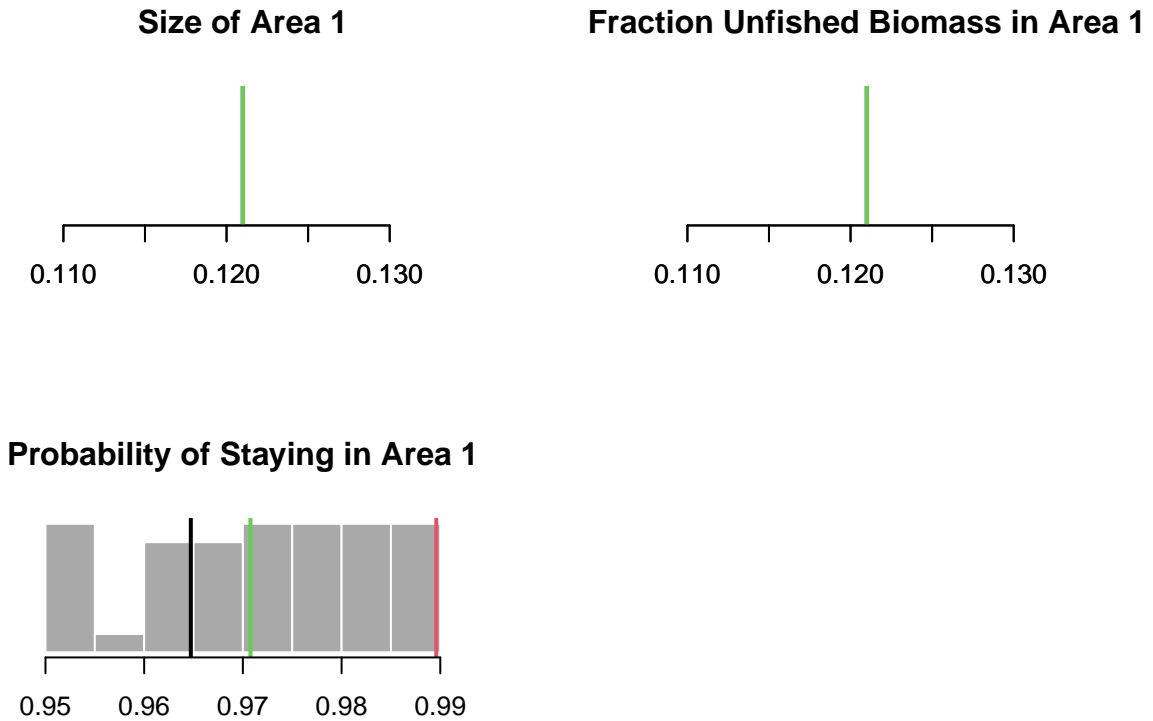 Size of Area 1
Fraction Unfished Biomass in Area 1
0.110 0.120 0.130
0.110 0.120 0.130
Probability of Staying in Area 1
0.95 0.96 0.97 0.98 0.99